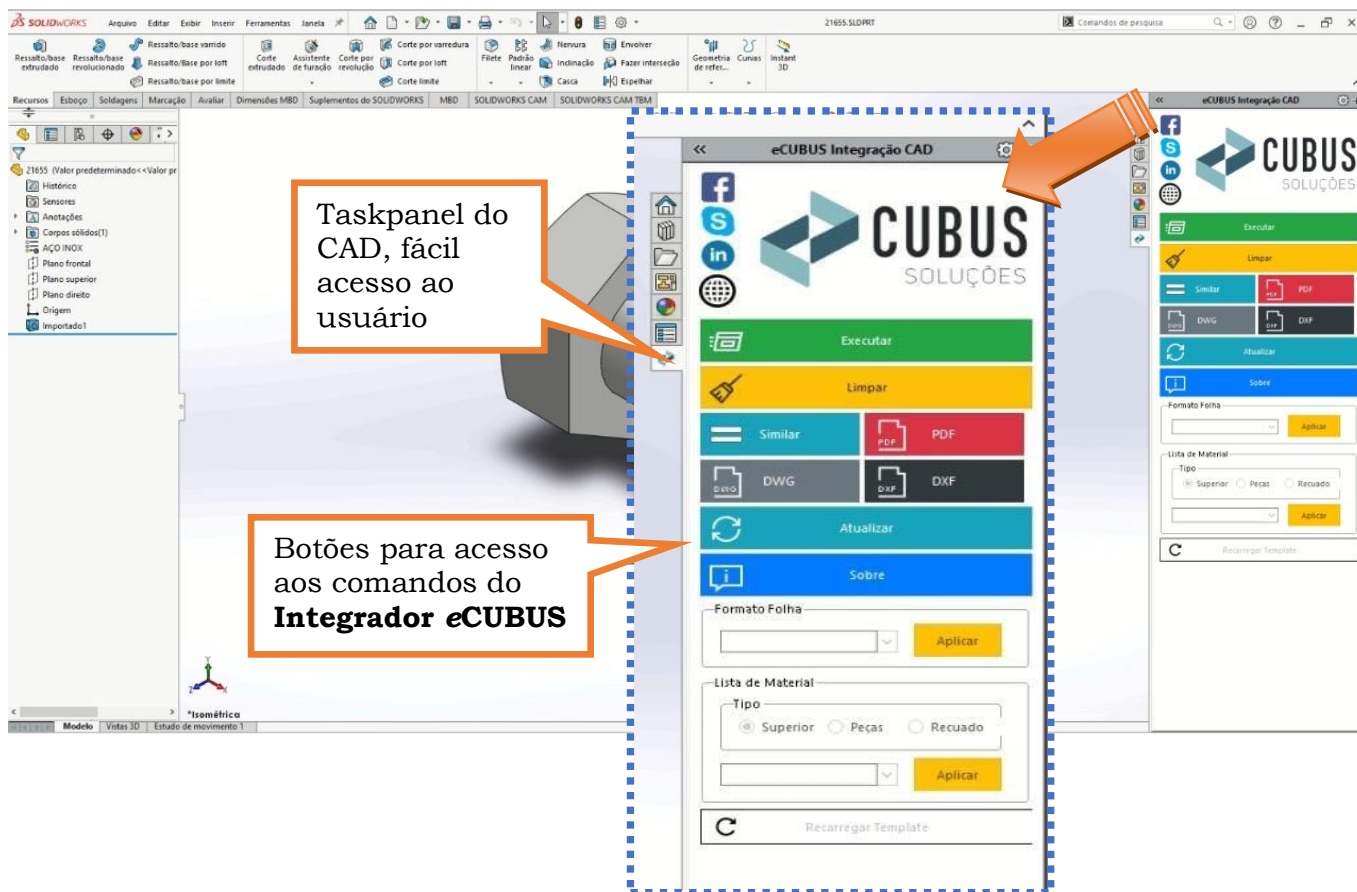 SOLIDWORKS Arquivo Editar Exibir Inserir Ferramentas Janela
21655.SLDPRT
Comandos de pesquisa
Ressalto/base extrudado
Ressalto/base revolucionado
Ressalto/base varrido
Ressalto/Base por loft
Ressalto/Base por limite
Corte extrudado
Assistente de furação
Corte por revolução
Corte por varredura
Corte por loft
Corte limite
Filete
Padrão linear
Nervura
Inclinação
Casca
Envolver
Fazer interseção
Espelhar
Geometria de refer...
Curvas
Instant 3D
Recursos Esboço Soldagens Marcação Avaliar Dimensões MBD Suplementos do SOLIDWORKS MBD SOLIDWORKS CAM SOLIDWORKS CAM TBM
21655 (Valor predeterminado<<Valor pr
Histórico
Sensores
Anotações
Corpos sólidos(1)
AÇO INOX
Plano frontal
Plano superior
Plano direito
Origem
Importado1
Taskpanel do
CAD, fácil
acesso ao
usuário
Botões para acesso
aos comandos do
Integrador eCUBUS
*Isométrica
Modelo Vistas 3D Estudo de movimento 1
eCUBUS Integração CAD
CUBUS
SOLUÇÕES
Executar
Limpar
Similar
PDF
DWG
DXF
Atualizar
Sobre
Formato Folha
Aplicar
Lista de Material
Tipo
Superior Peças Recuado
Aplicar
Recarregar Template
eCUBUS Integração CAD
CUBUS
SOLUÇÕES
Executar
Limpar
Similar
PDF
DWG
DXF
Atualizar
Sobre
Formato Folha
Aplicar
Lista de Material
Tipo
Superior Peças Recuado
Aplicar
Recarregar Template